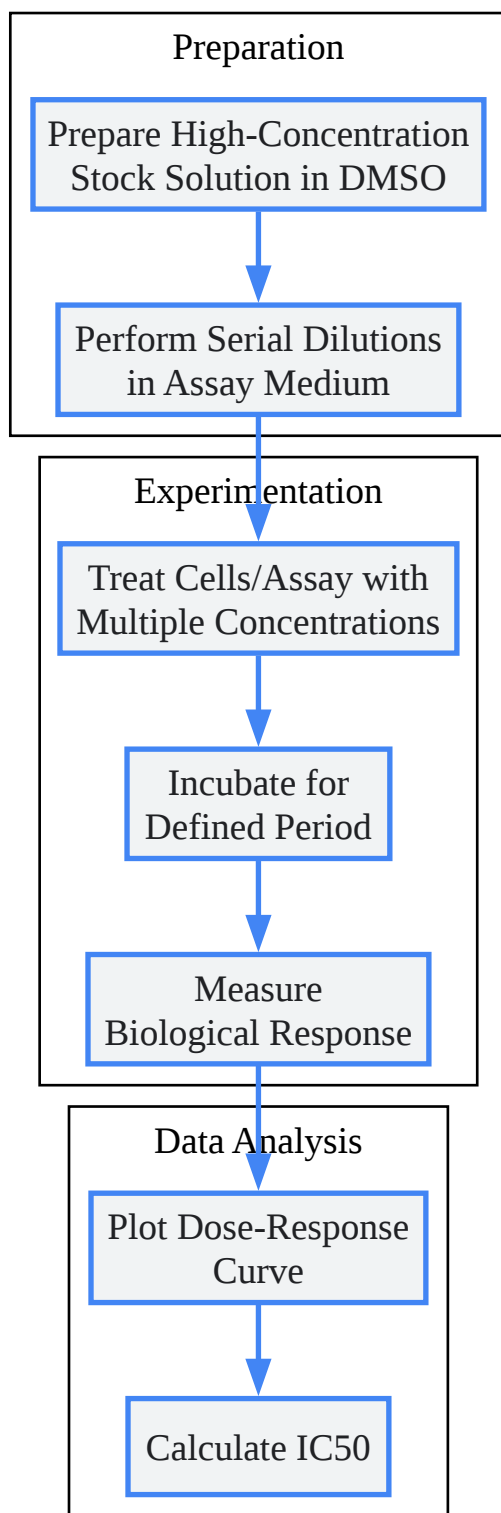 Preparation
Prepare High-Concentration
Stock Solution in DMSO
Perform Serial Dilutions
in Assay Medium
Experimentation
Treat Cells/Assay with
Multiple Concentrations
Incubate for
Defined Period
Measure
Biological Response
Data Analysis
Plot Dose-Response
Curve
Calculate IC50